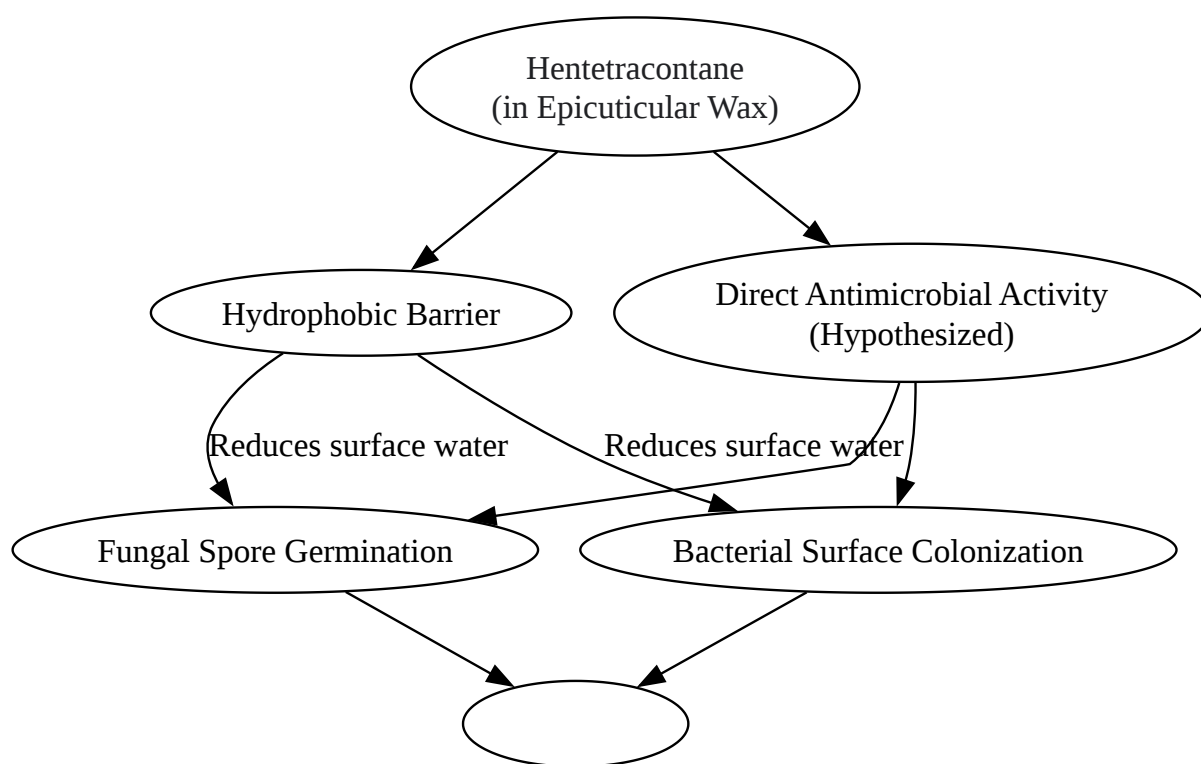 Hentetracontane
(in Epicuticular Wax)
Hydrophobic Barrier
Direct Antimicrobial Activity
(Hypothesized)
Reduces surface water
Reduces surface water
Fungal Spore Germination
Bacterial Surface Colonization